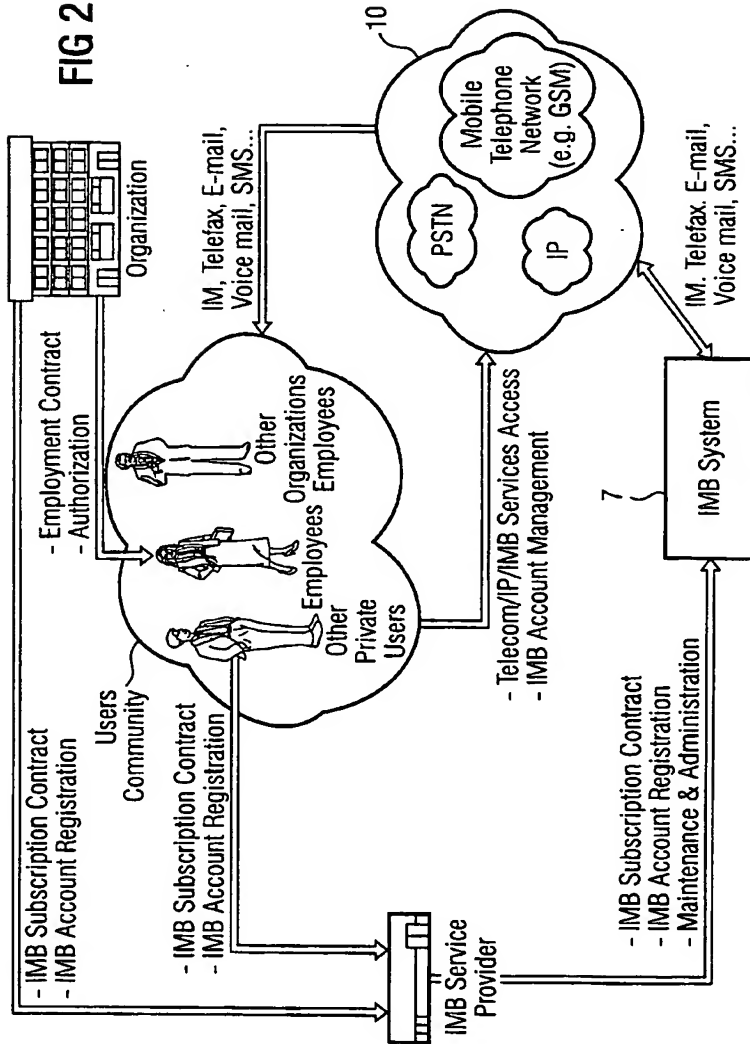 FIG 2
Organization
- IMB Subscription Contract
- IMB Account Registration
- Employment Contract
- Authorization
Users
Community
Other
Private
Users
Employees
Other
Organizations
Employees
- IMB Subscription Contract
- IMB Account Registration
IM, Telefax, E-mail,
Voice mail, SMS...
10
PSTN
IP
Mobile
Telephone
Network
(e.g. GSM)
- Telecom/IP/IMB Services Access
- IMB Account Management
IMB Service
Provider
- IMB Subscription Contract
- IMB Account Registration
- Maintenance & Administration
7
IMB System
IM. Telefax. E-mail,
Voice mail, SMS...